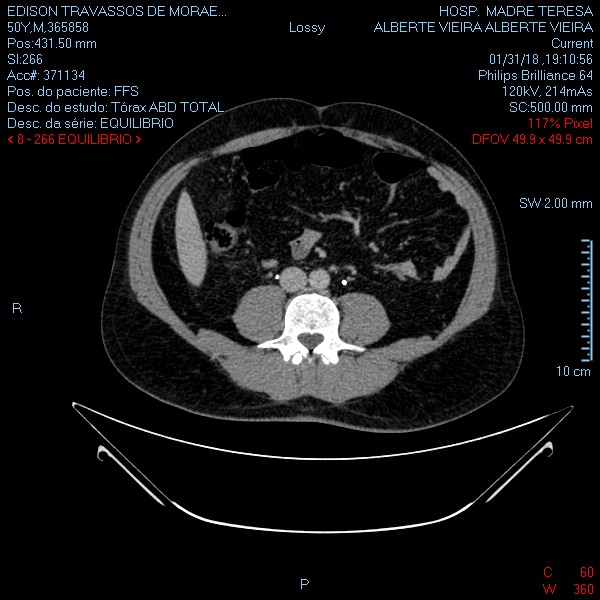 EDISON TRAVASSOS DE MORAE...
50Y,M,365858
Pos:431.50 mm
SI:266
Acc#: 371134
Pos. do paciente: FFS
Desc. do estudo: Tórax ABD TOTAL
Desc. da série: EQUILIBRIO
< 8 - 266 EQUILIBRIO >
Lossy
HOSP. MADRE TERESA
ALBERTE VIEIRA ALBERTE VIEIRA
Current
01/31/18 ,19:10:56
Philips Brilliance 64
120kV, 214mAs
SC:500.00 mm
117% Pixel
DFOV 49.9 x 49.9 cm
SW 2.00 mm
R
10 cm
P
C 60
W 360